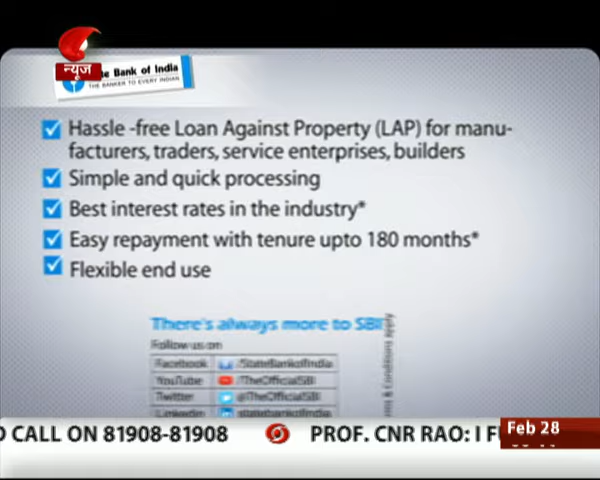 न्यूज़
e Bank of India
THE BANKER TO EVERY INDIAN
Hassle -free Loan Against Property (LAP) for manu-
facturers, traders, service enterprises, builders
Simple and quick processing
Best interest rates in the industry*
Easy repayment with tenure upto 180 months*
Flexible end use
There's always more to SBI
Follow us on
Facebook /StateBankofIndia
YouTube /TheOfficialSBI
Twitter @TheOfficialSBI
LinkedIn statebankofindia
& Conditions apply
D CALL ON 81908-81908 PROF. CNR RAO: I F
Feb 28